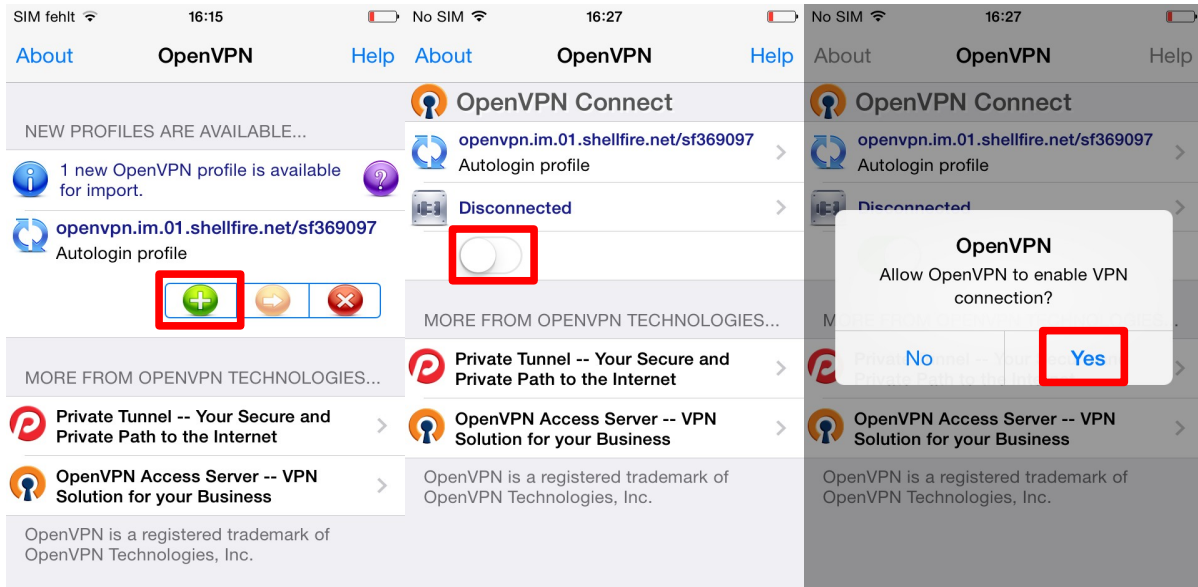 SIM fehlt 16:15
About OpenVPN Help
NEW PROFILES ARE AVAILABLE...
1 new OpenVPN profile is available
for import.
openvpn.im.01.shellfire.net/sf369097
Autologin profile
MORE FROM OPENVPN TECHNOLOGIES...
Private Tunnel -- Your Secure and
Private Path to the Internet
OpenVPN Access Server -- VPN
Solution for your Business
OpenVPN is a registered trademark of
OpenVPN Technologies, Inc.
No SIM 16:27
About OpenVPN Help
OpenVPN Connect
openvpn.im.01.shellfire.net/sf369097
Autologin profile
Disconnected
MORE FROM OPENVPN TECHNOLOGIES...
Private Tunnel -- Your Secure and
Private Path to the Internet
OpenVPN Access Server -- VPN
Solution for your Business
OpenVPN is a registered trademark of
OpenVPN Technologies, Inc.
No SIM 16:27
About OpenVPN Help
OpenVPN Connect
openvpn.im.01.shellfire.net/sf369097
Autologin profile
Disconnected
OpenVPN
Allow OpenVPN to enable VPN
connection?
No Yes
OpenVPN Access Server -- VPN
Solution for your Business
OpenVPN is a registered trademark of
OpenVPN Technologies, Inc.